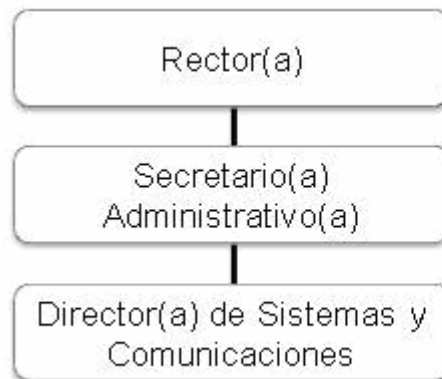 Rector(a)
Secretario(a)
Administrativo(a)
Director(a) de Sistemas y
Comunicaciones